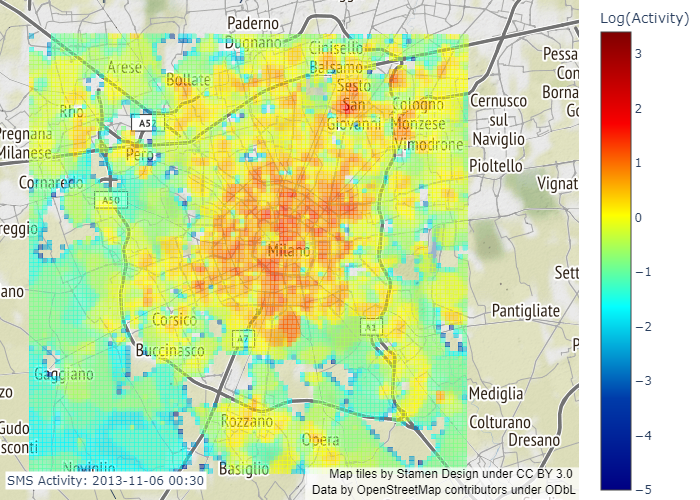 Log(Activity)
Paderno
Dugnano
Cinisello
Balsamo
Arese
Bollate
Sesto
San
Giovanni
Rho
Cologno
Monzese
Vimodrone
Cernusco
sul
Naviglio
Pessa
Con
Borna
Go
A52
Pregnana
Milanese
Pero
Pioltello
Cornaredo
A50
Vignat
reggio
Milano
Sett
ano
Pantigliate
Corsico
A7
A1
Buccinasco
P
Gaggiano
zo
Mediglia
Rozzano
Opera
Colturano
Dresano
Gudo
sconti
Noviglio
Basiglio
3
2
1
0
−1
−2
−3
−4
−5
SMS Activity: 2013-11-06 00:30
Map tiles by Stamen Design under CC BY 3.0
Data by OpenStreetMap contributors under ODbL